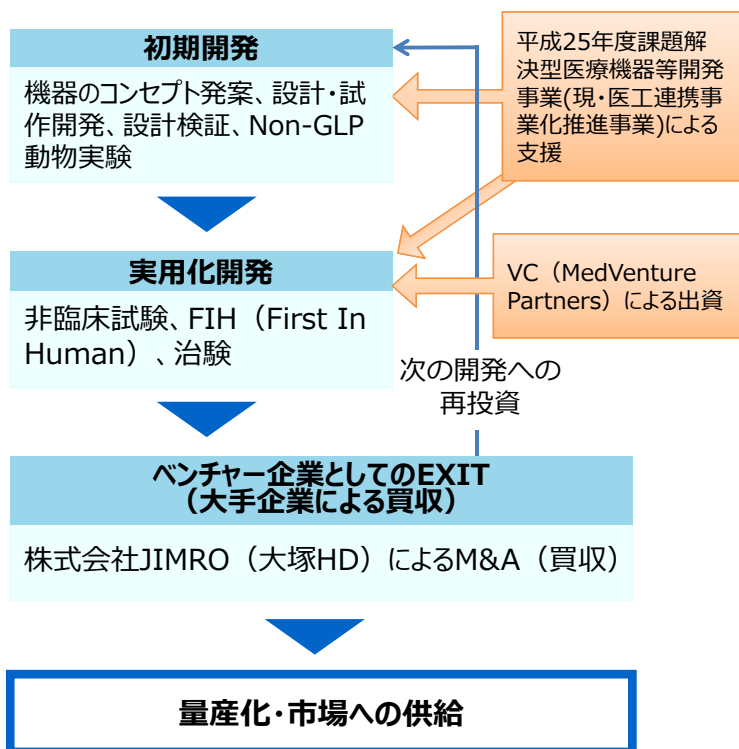 初期開発
機器のコンセプト発案、設計・試
作開発、設計検証、Non-GLP
動物実験
平成25年度課題解
決型医療機器等開発
事業(現・医工連携事
業化推進事業)による
支援
実用化開発
非臨床試験、FIH（First In
Human）、治験
VC（MedVenture
Partners）による出資
次の開発への
再投資
ベンチャー企業としてのEXIT
（大手企業による買収）
株式会社JIMRO（大塚HD）によるM&A（買収）
量産化・市場への供給